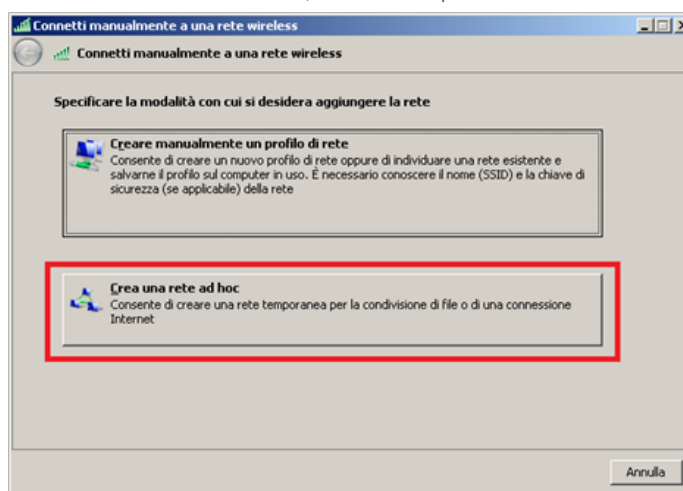 Connetti manualmente a una rete wireless
Connetti manualmente a una rete wireless
Specificare la modalità con cui si desidera aggiungere la rete
Creare manualmente un profilo di rete
Consente di creare un nuovo profilo di rete oppure di individuare una rete esistente e
salvarne il profilo sul computer in uso. È necessario conoscere il nome (SSID) e la chiave di
sicurezza (se applicabile) della rete
Crea una rete ad hoc
Consente di creare una rete temporanea per la condivisione di file o di una connessione
Internet
Annulla